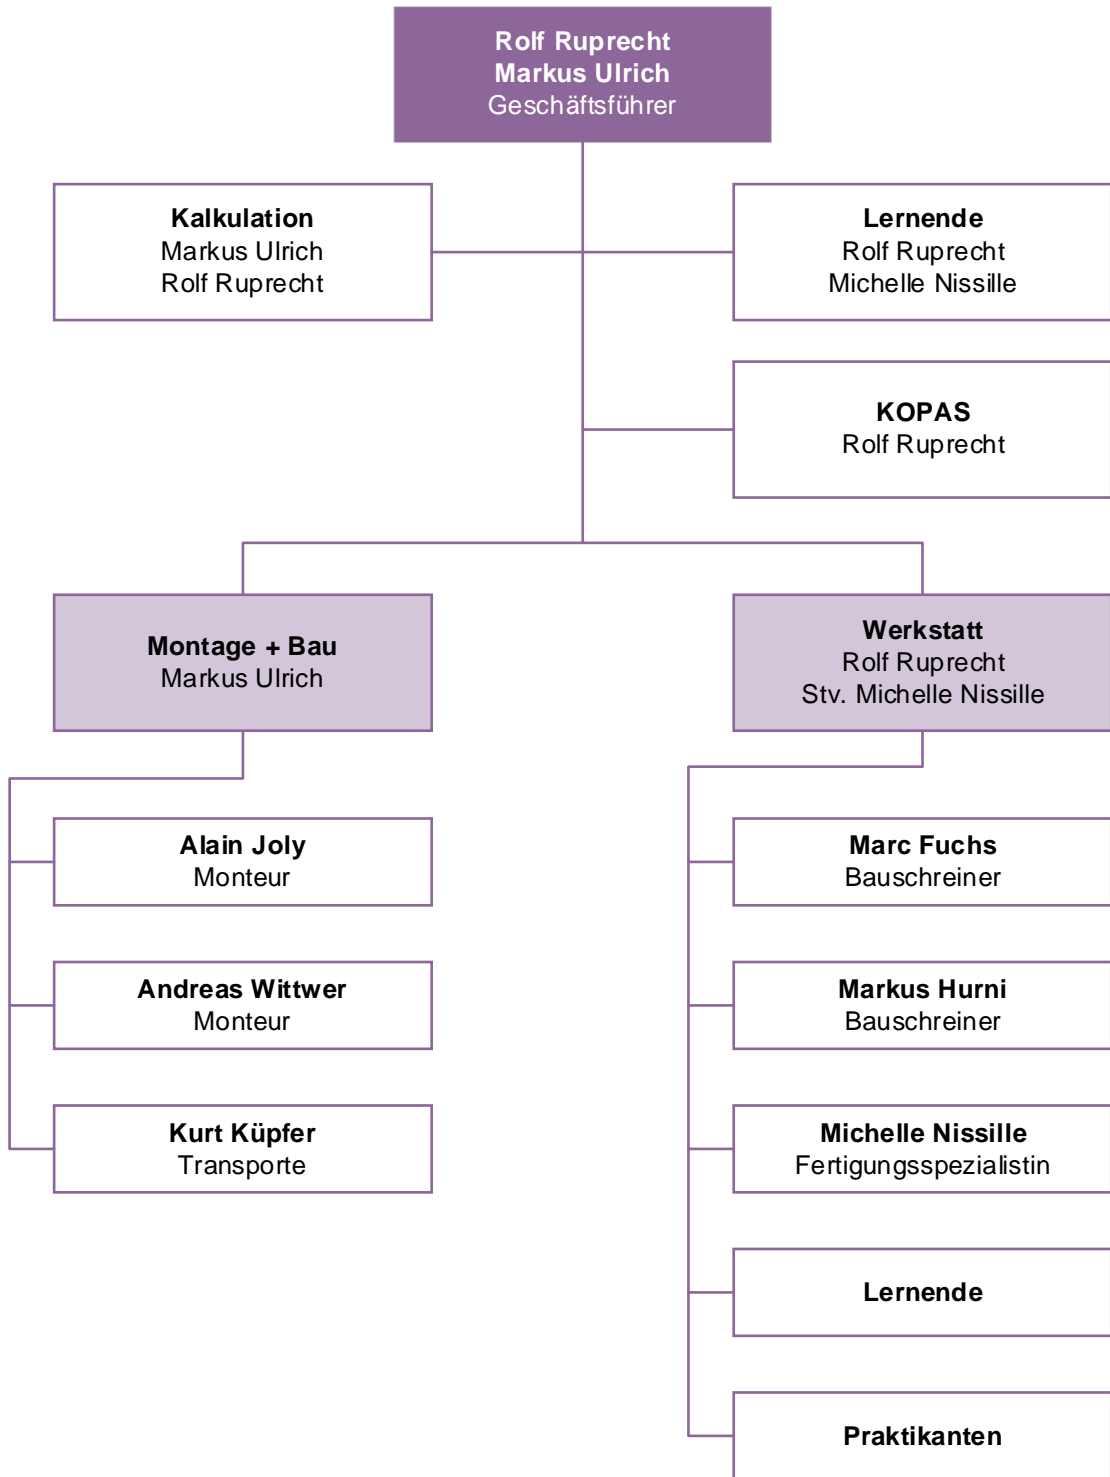 Rolf Ruprecht
Markus Ulrich
Geschäftsführer
Kalkulation
Markus Ulrich
Rolf Ruprecht
Lernende
Rolf Ruprecht
Michelle Nissille
KOPAS
Rolf Ruprecht
Montage + Bau
Markus Ulrich
Werkstatt
Rolf Ruprecht
Stv. Michelle Nissille
Alain Joly
Monteur
Andreas Wittwer
Monteur
Kurt Küpfer
Transporte
Marc Fuchs
Bauschreiner
Markus Hurni
Bauschreiner
Michelle Nissille
Fertigungsspezialistin
Lernende
Praktikanten